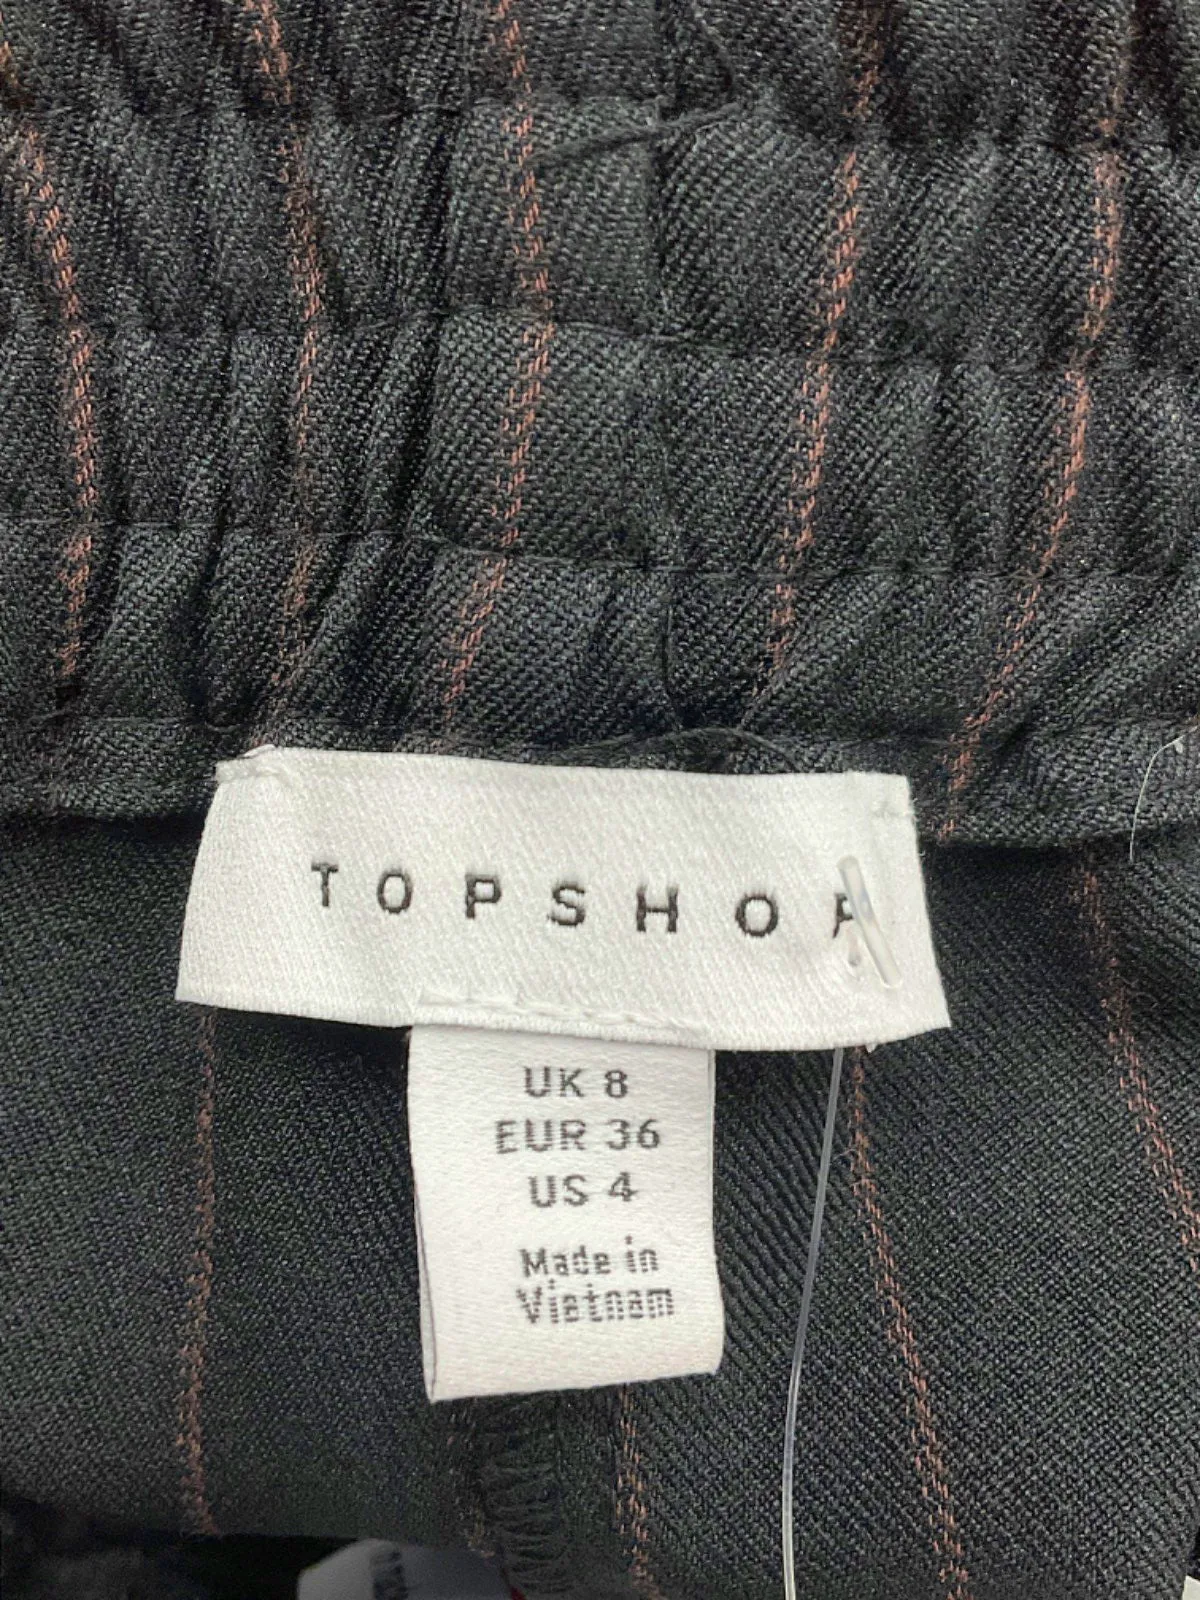 TOPSHOP
UK 8
EUR 36
US 4
Made in
Vietnam